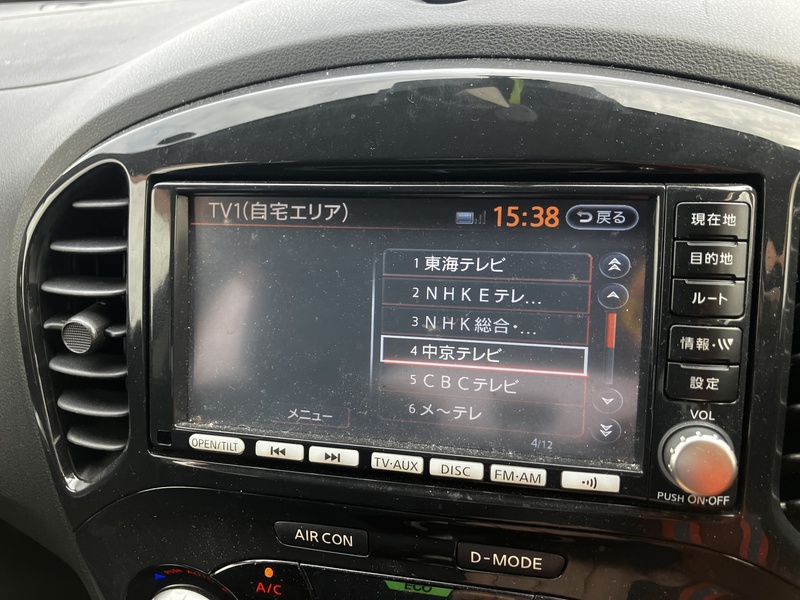 TV1(自宅エリア)
15:38
戻る
1 東海テレビ
2 NHKEテレ...
3 NHK総合・...
4 中京テレビ
5 CBCテレビ
6 メ〜テレ
メニュー
4/12
現在地
目的地
ルート
情報・
設定
VOL
PUSH ON・OFF
OPEN/TILT
TV・AUX
DISC
FM・AM
AIR CON
D-MODE
A/C
ECO